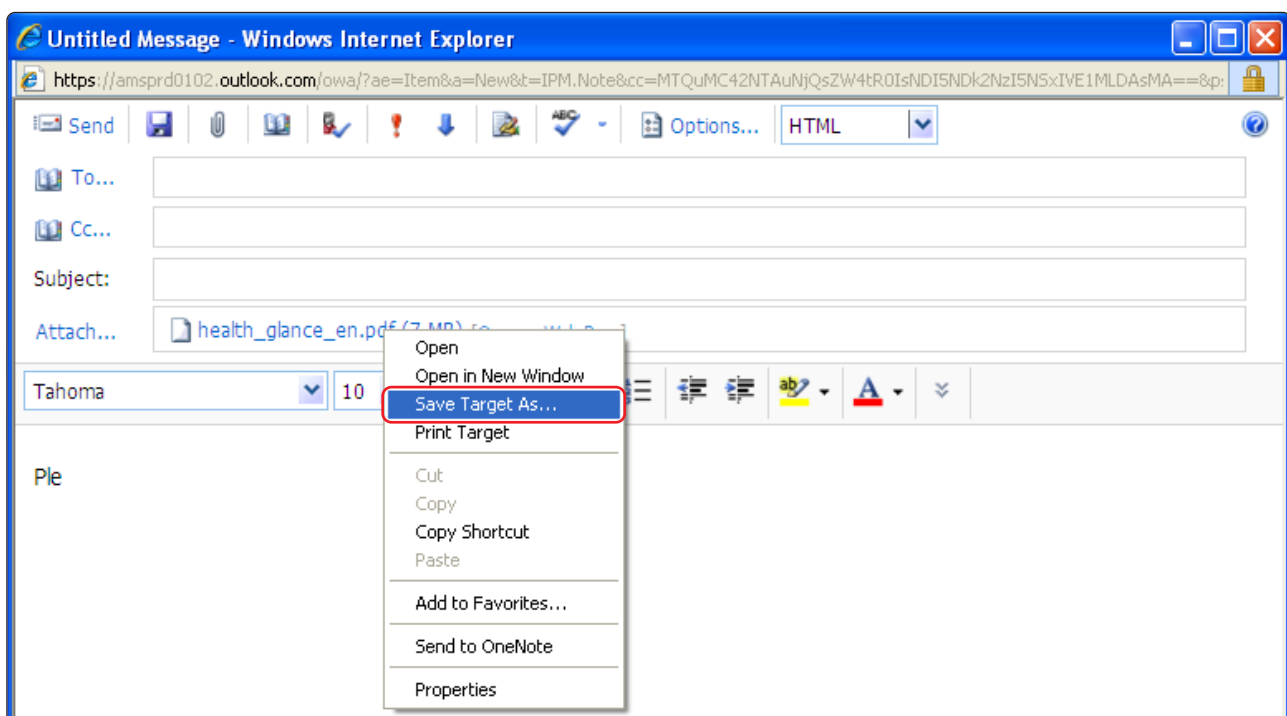 Untitled Message - Windows Internet Explorer
https://amsprd0102.outlook.com/owa/?ae=Item&a=New&t=IPM.Note&cc=MTQuMC42NTAuNjQsZW4tR0IsNDI5NDk2NzI5NSxIVE1MLDAsMA==&p
Send
ABC
Options...
HTML
To...
Cc...
Subject:
Attach...
health_glance_en.pdf (7 MB)
Tahoma
10
ab
A
Ple
Open
Open in New Window
Save Target As...
Print Target
Cut
Copy
Copy Shortcut
Paste
Add to Favorites...
Send to OneNote
Properties